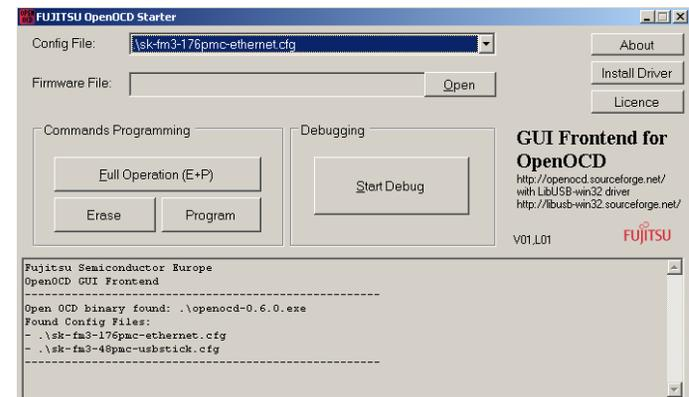 FUJITSU OpenOCD Starter
Config File:
.\sk-fm3-176pmc-ethernet.cfg
About
Firmware File:
Open
Install Driver
Licence
Commands Programming
Full Operation (E+P)
Erase
Program
Debugging
Start Debug
GUI Frontend for
OpenOCD
http://openocd.sourceforge.net/
with LibUSB-win32 driver
http://libusb-win32.sourceforge.net/
V01,L01
FUJITSU
Fujitsu Semiconductor Europe
OpenOCD GUI Frontend
----------------------------------------------------
Open OCD binary found: .\openocd-0.6.0.exe
Found Config Files:
- .\sk-fm3-176pmc-ethernet.cfg
- .\sk-fm3-48pmc-usbstick.cfg
----------------------------------------------------